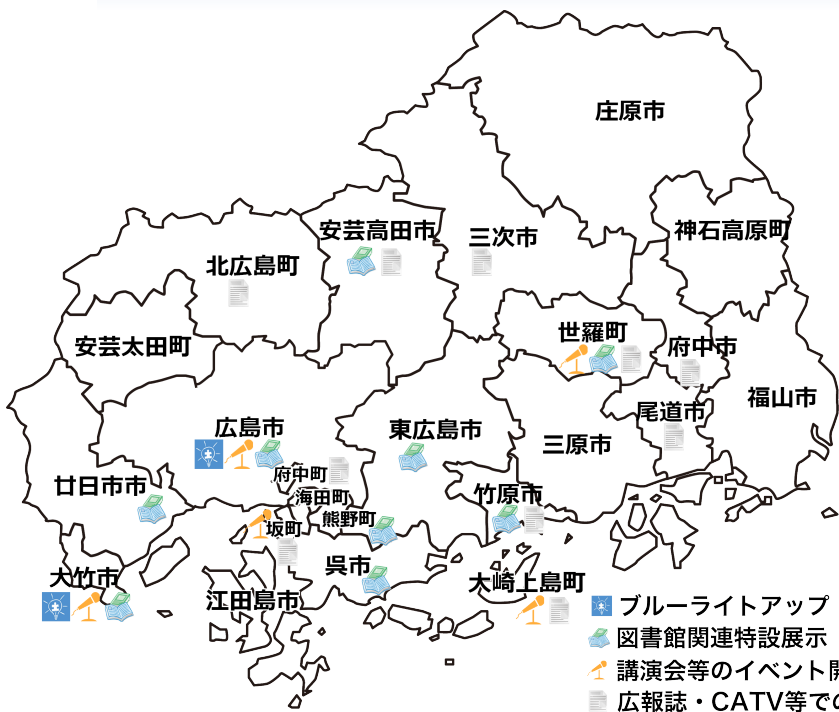 庄原市
安芸高田市
三次市
神石高原町
北広島町
世羅町
安芸太田町
府中市
福山市
尾道市
広島市
東広島市
三原市
府中町
廿日市市
海田町
竹原市
熊野町
坂町
呉市
大竹市
大崎上島町
江田島市
ブルーライトアップ
図書館関連特設展示
講演会等のイベント開
広報誌・CATV等での